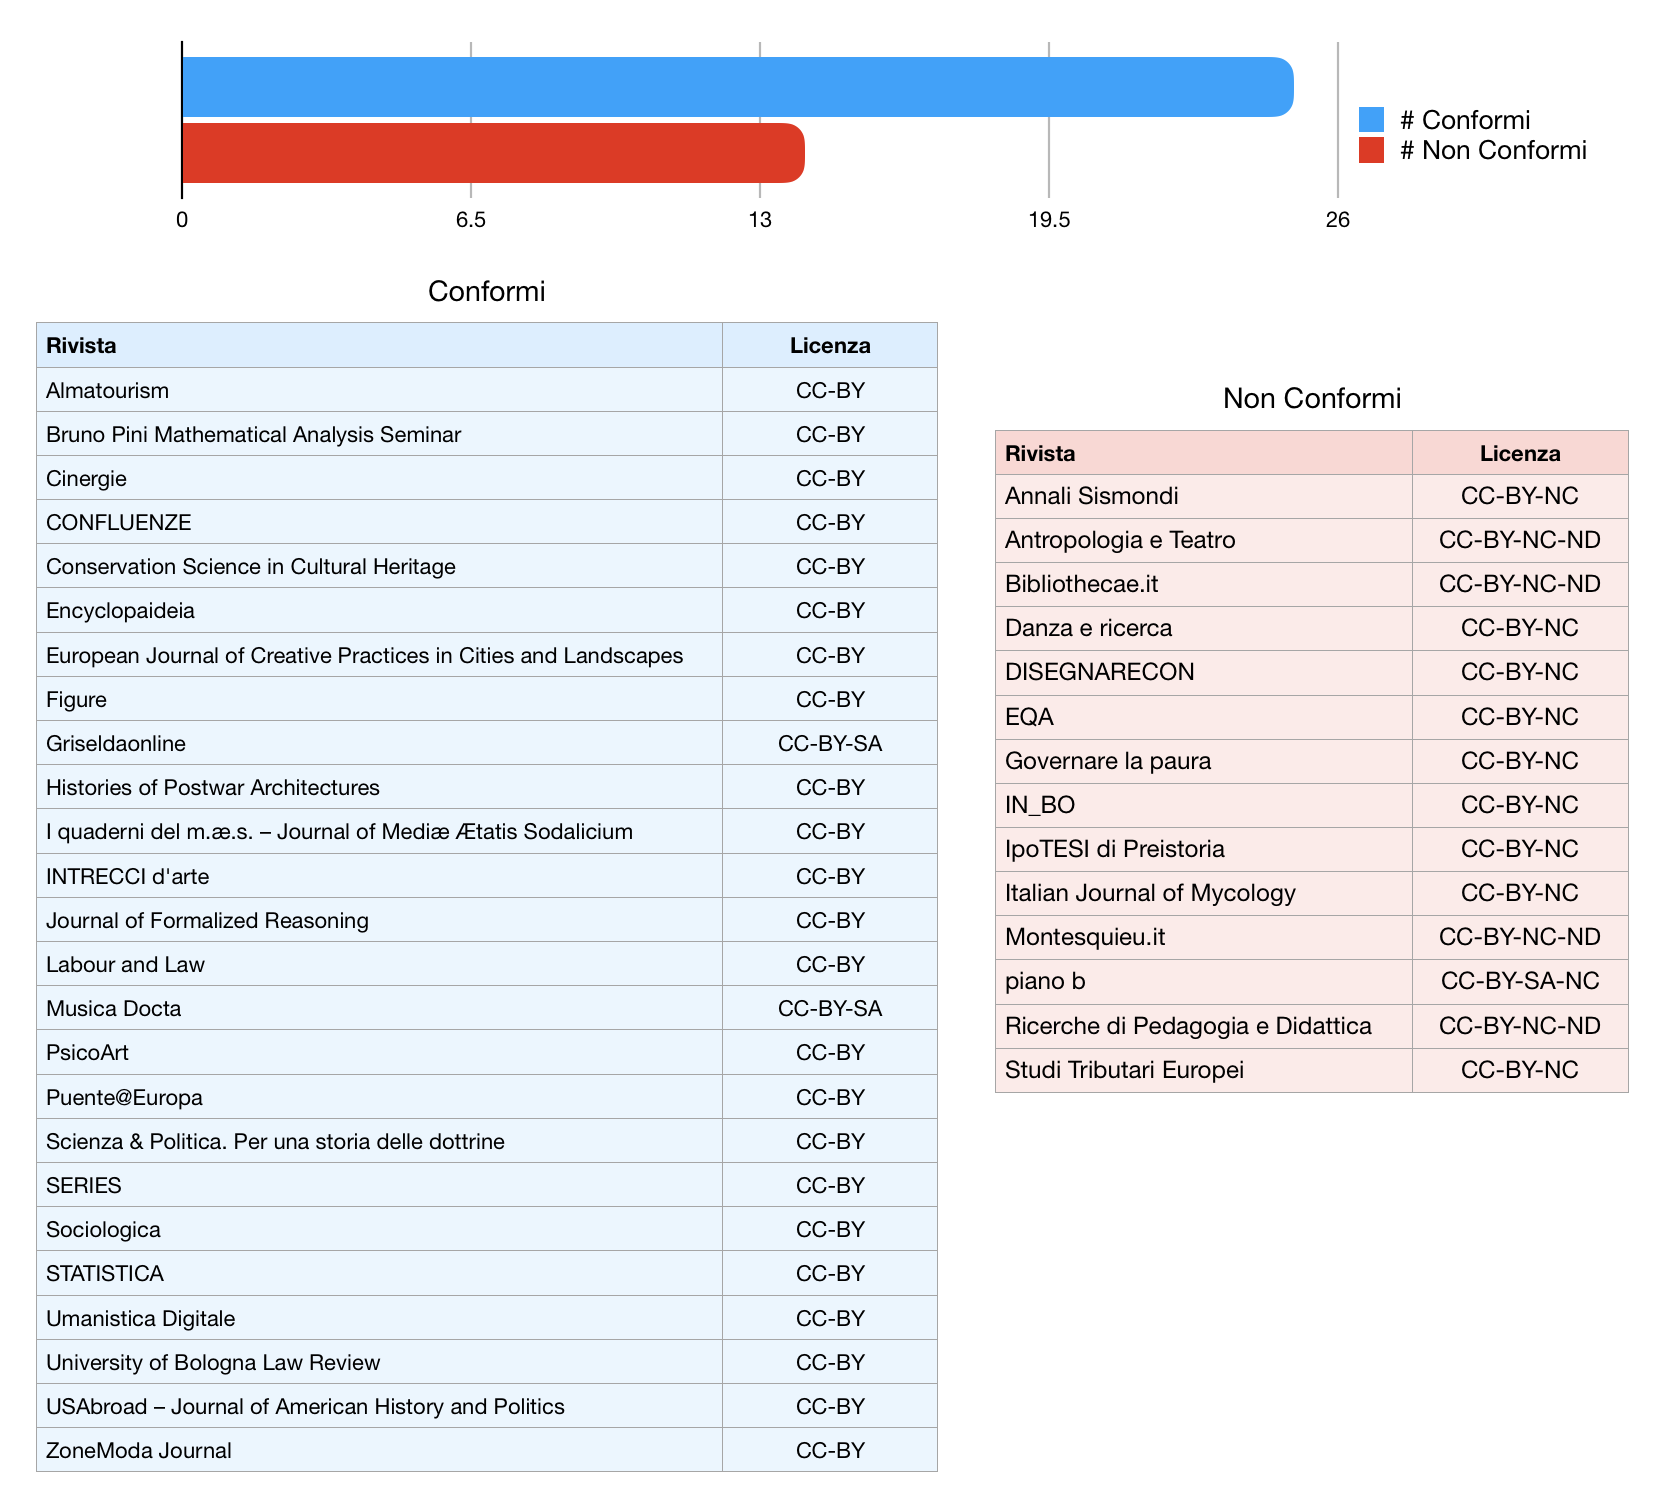 # Conformi
# Non Conformi
0 6.5 13 19.5 26
Conformi
Rivista Licenza
Almatourism CC-BY
Bruno Pini Mathematical Analysis Seminar CC-BY
Cinergie CC-BY
CONFLUENZE CC-BY
Conservation Science in Cultural Heritage CC-BY
Encyclopaideia CC-BY
European Journal of Creative Practices in Cities and Landscapes CC-BY
Figure CC-BY
Griseldaonline CC-BY-SA
Histories of Postwar Architectures CC-BY
I quaderni del m.æ.s. – Journal of Mediæ Ætatis Sodalicium CC-BY
INTRECCI d'arte CC-BY
Journal of Formalized Reasoning CC-BY
Labour and Law CC-BY
Musica Docta CC-BY-SA
PsicoArt CC-BY
Puente@Europa CC-BY
Scienza & Politica. Per una storia delle dottrine CC-BY
SERIES CC-BY
Sociologica CC-BY
STATISTICA CC-BY
Umanistica Digitale CC-BY
University of Bologna Law Review CC-BY
USAbroad – Journal of American History and Politics CC-BY
ZoneModa Journal CC-BY
Non Conformi
Rivista Licenza
Annali Sismondi CC-BY-NC
Antropologia e Teatro CC-BY-NC-ND
Bibliothecae.it CC-BY-NC-ND
Danza e ricerca CC-BY-NC
DISEGNARECON CC-BY-NC
EQA CC-BY-NC
Governare la paura CC-BY-NC
IN_BO CC-BY-NC
IpoTESI di Preistoria CC-BY-NC
Italian Journal of Mycology CC-BY-NC
Montesquieu.it CC-BY-NC-ND
piano b CC-BY-SA-NC
Ricerche di Pedagogia e Didattica CC-BY-NC-ND
Studi Tributari Europei CC-BY-NC